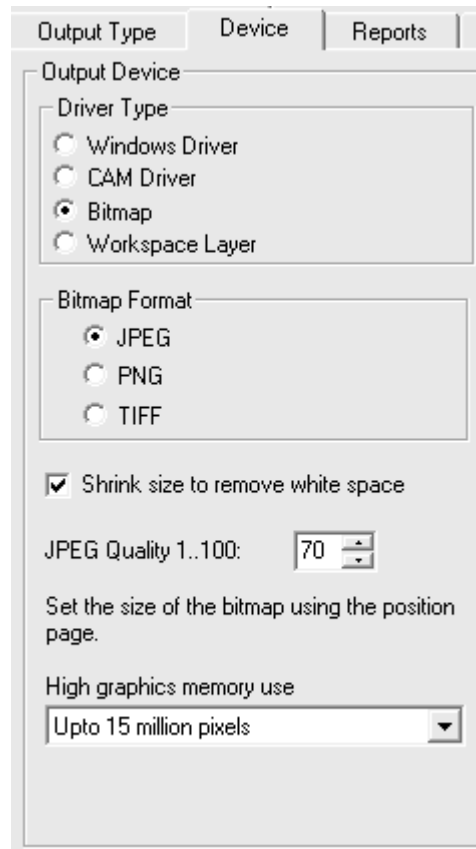 Output Type Device Reports
Output Device
Driver Type
Windows Driver
CAM Driver
Bitmap
Workspace Layer
Bitmap Format
JPEG
PNG
TIFF
Shrink size to remove white space
JPEG Quality 1..100: 70
Set the size of the bitmap using the position
page.
High graphics memory use
Upto 15 million pixels